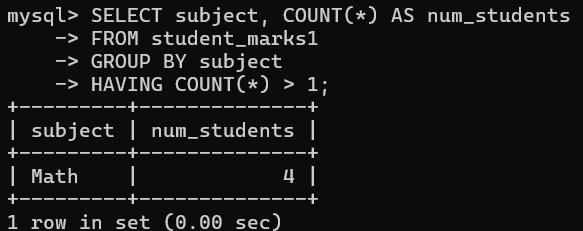 mysql> SELECT subject, COUNT(*) AS num_students
    -> FROM student_marks1
    -> GROUP BY subject
    -> HAVING COUNT(*) > 1;
+---------+--------------+
| subject | num_students |
+---------+--------------+
| Math    |            4 |
+---------+--------------+
1 row in set (0.00 sec)